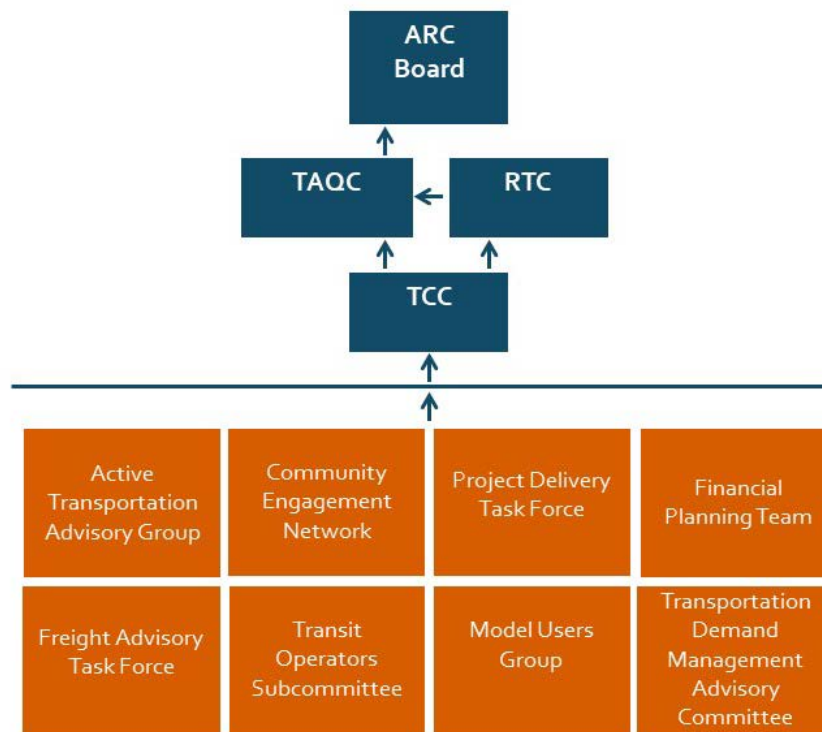 ARC
Board
TAQC
RTC
TCC
Active
Transportation
Advisory Group
Community
Engagement
Network
Project Delivery
Task Force
Financial
Planning Team
Freight Advisory
Task Force
Transit
Operators
Subcommittee
Model Users
Group
Transportation
Demand
Management
Advisory
Committee